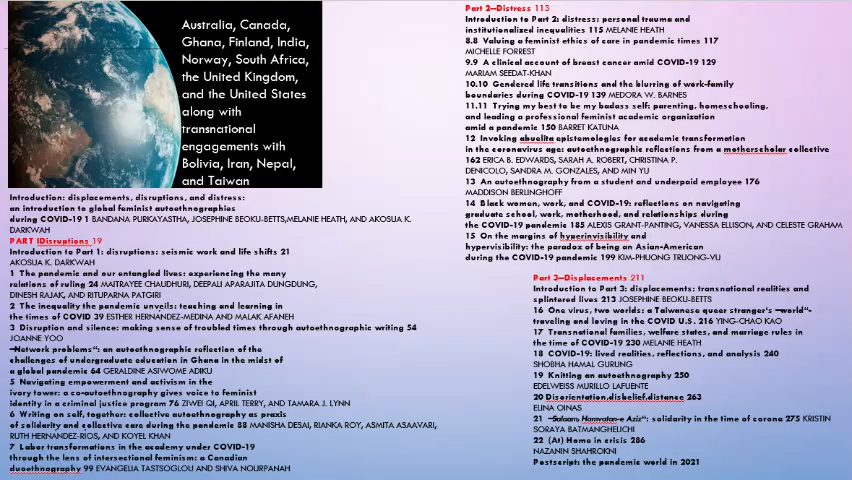 Australia, Canada,
Ghana, Finland, India,
Norway, South Africa,
the United Kingdom,
and the United States
along with
transnational
engagements with
Bolivia, Iran, Nepal,
and Taiwan
Introduction: displacements, disruptions, and distress:
an introduction to global feminist autoethnographies
during COVID-19 1 BANDANA PURKAYASTHA, JOSEPHINE BEOKU-BETTS,MELANIE HEATH, and AKOSUA K.
DARKWAH
PART IDisruptions 19
Introduction to Part 1: disruptions: seismic work and life shifts 21
AKOSUA K. DARKWAH
1 The pandemic and our entangled lives: experiencing the many
relations of ruling 24 MAITRAYEE CHAUDHURI, DEEPALI APARAJITA DUNGDUNG,
DINESH RAJAK, AND RITUPARNA PATGIRI
2 The inequality the pandemic unveils: teaching and learning in
the times of COVID 39 ESTHER HERNANDEZ-MEDINA AND MALAK AFANEH
3 Disruption and silence: making sense of troubled times through autoethnographic writing 54
JOANNE YOO
―Network problems": an autoethnographic reflection of the
challenges of undergraduate education in Ghana in the midst of
a global pandemic 64 GERALDINE ASIWOME ADIKU
5 Navigating empowerment and activism in the
ivory tower: a co-autoethnography gives voice to feminist
identity in a criminal justice program 76 ZIWEI QI, APRIL TERRY, AND TAMARA J. LYNN
6 Writing on self, together: collective autoethnography as praxis
of solidarity and collective care during the pandemic 88 MANISHA DESAI, RIANKA ROY, ASMITA ASAAVARI,
RUTH HERNANDEZ-RIOS, AND KOYEL KHAN
7 Labor transformations in the academy under COVID-19
through the lens of intersectional feminism: a Canadian
duoethnography 99 EVANGELIA TASTSOGLOU AND SHIVA NOURPANAH
Part 2—Distress 113
Introduction to Part 2: distress: personal trauma and
institutionalized inequalities 115 MELANIE HEATH
8.8 Valuing a feminist ethics of care in pandemic times 117
MICHELLE FORREST
9.9 A clinical account of breast cancer amid COVID-19 129
MARIAM SEEDAT-KHAN
10.10 Gendered life transitions and the blurring of work-family
boundaries during COVID-19 139 MEDORA W. BARNES
11.11 Trying my best to be my badass self: parenting, homeschooling,
and leading a professional feminist academic organization
amid a pandemic 150 BARRET KATUNA
12 Invoking abuelita epistemologies for academic transformation
in the coronavirus age: autoethnographic reflections from a motherscholar collective
162 ERICA B. EDWARDS, SARAH A. ROBERT, CHRISTINA P.
DENICOLO, SANDRA M. GONZALES, AND MIN YU
13 An autoethnography from a student and underpaid employee 176
MADDISON BERLINGHOFF
14 Black women, work, and COVID-19: reflections on navigating
graduate school, work, motherhood, and relationships during
the COVID-19 pandemic 185 ALEXIS GRANT-PANTING, VANESSA ELLISON, AND CELESTE GRAHAM
15 On the margins of hyperinvisibility and
hypervisibility: the paradox of being an Asian-American
during the COVID-19 pandemic 199 KIM-PHUONG TRUONG-VU
Part 3—Displacements 211
Introduction to Part 3: displacements: transnational realities and
splintered lives 213 JOSEPHINE BEOKU-BETTS
16 One virus, two worlds: a Taiwanese queer stranger's ―world"-
traveling and loving in the COVID U.S. 216 YING-CHAO KAO
17 Transnational families, welfare states, and marriage rules in
the time of COVID-19 230 MELANIE HEATH
18 COVID-19: lived realities, reflections, and analysis 240
SHOBHA HAMAL GURUNG
19 Knitting an autoethnography 250
EDELWEISS MURILLO LAFUENTE
20 Disorientation.disbelief.distance 263
ELINA OINAS
21 ―Salaam, Hamvatan-e Aziz": solidarity in the time of corona 275 KRISTIN
SORAYA BATMANGHELICHI
22 (At) Home in crisis 286
NAZANIN SHAHROKNI
Postscript: the pandemic world in 2021